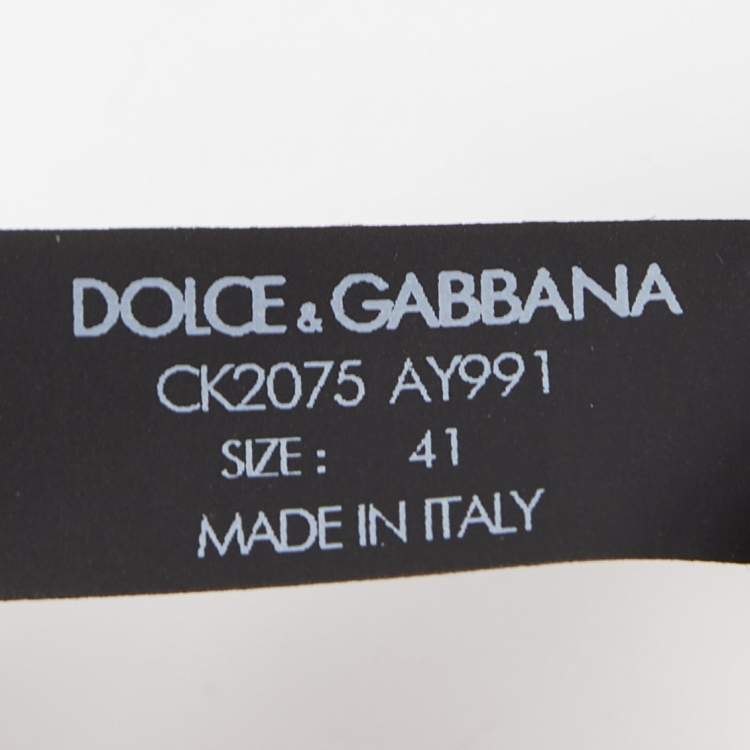 DOLCE & GABBANA
CK2075 AY991
SIZE: 41
MADE IN ITALY